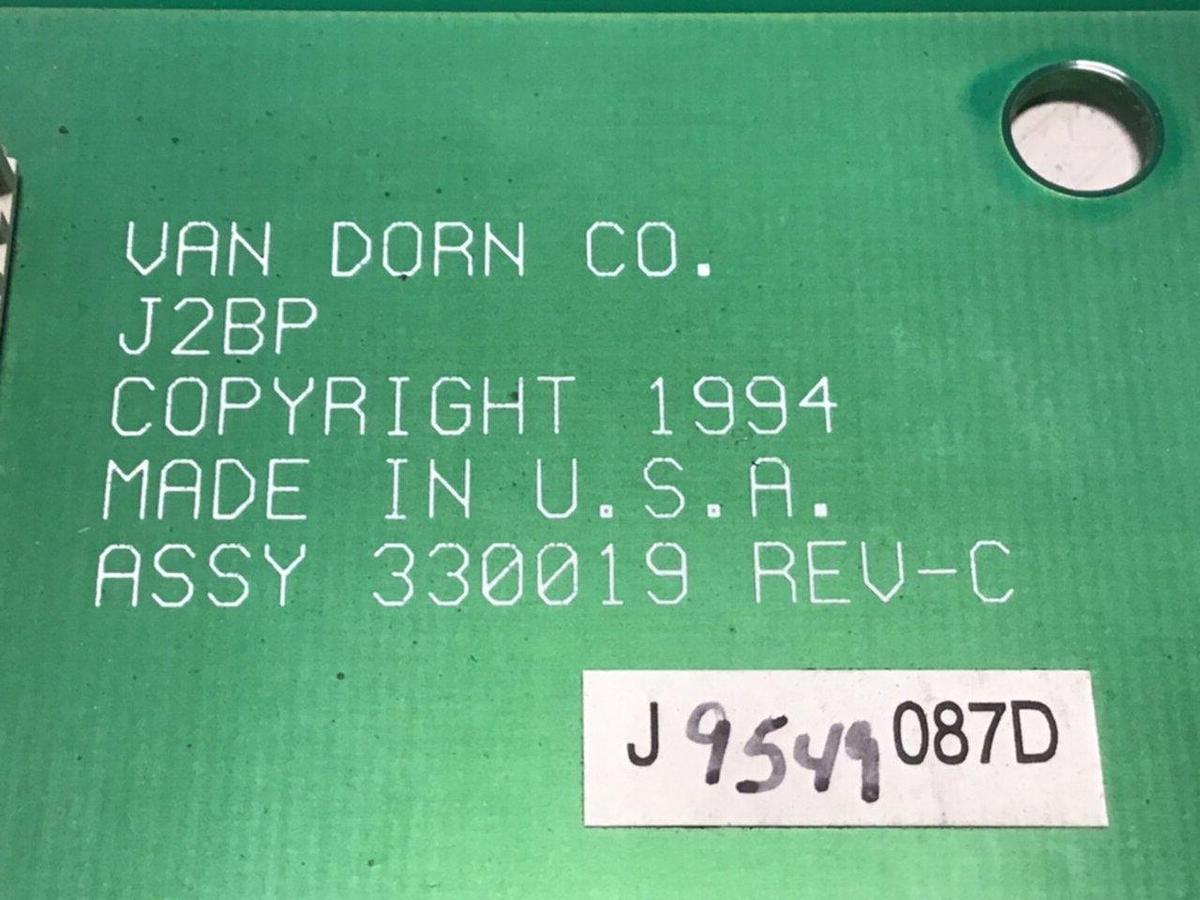 VAN DORN CO.
J2BP
COPYRIGHT 1994
MADE IN U.S.A.
ASSY 330019 REV-C
J 9549 087D